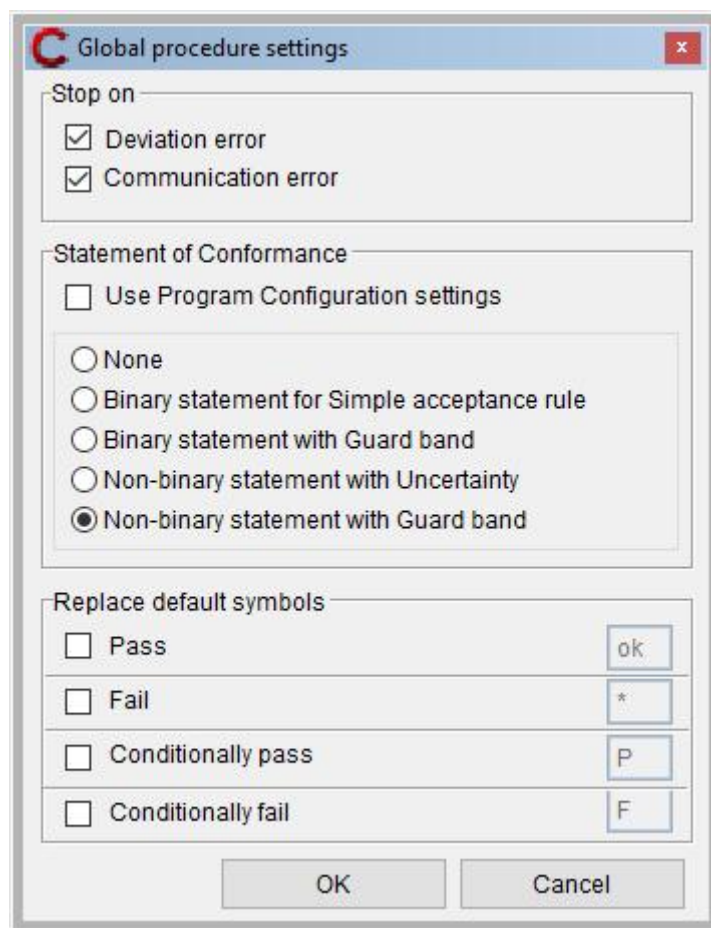 Global procedure settings
x
Stop on
Deviation error
Communication error
Statement of Conformance
Use Program Configuration settings
None
Binary statement for Simple acceptance rule
Binary statement with Guard band
Non-binary statement with Uncertainty
Non-binary statement with Guard band
Replace default symbols
Pass ok
Fail *
Conditionally pass P
Conditionally fail F
OK Cancel